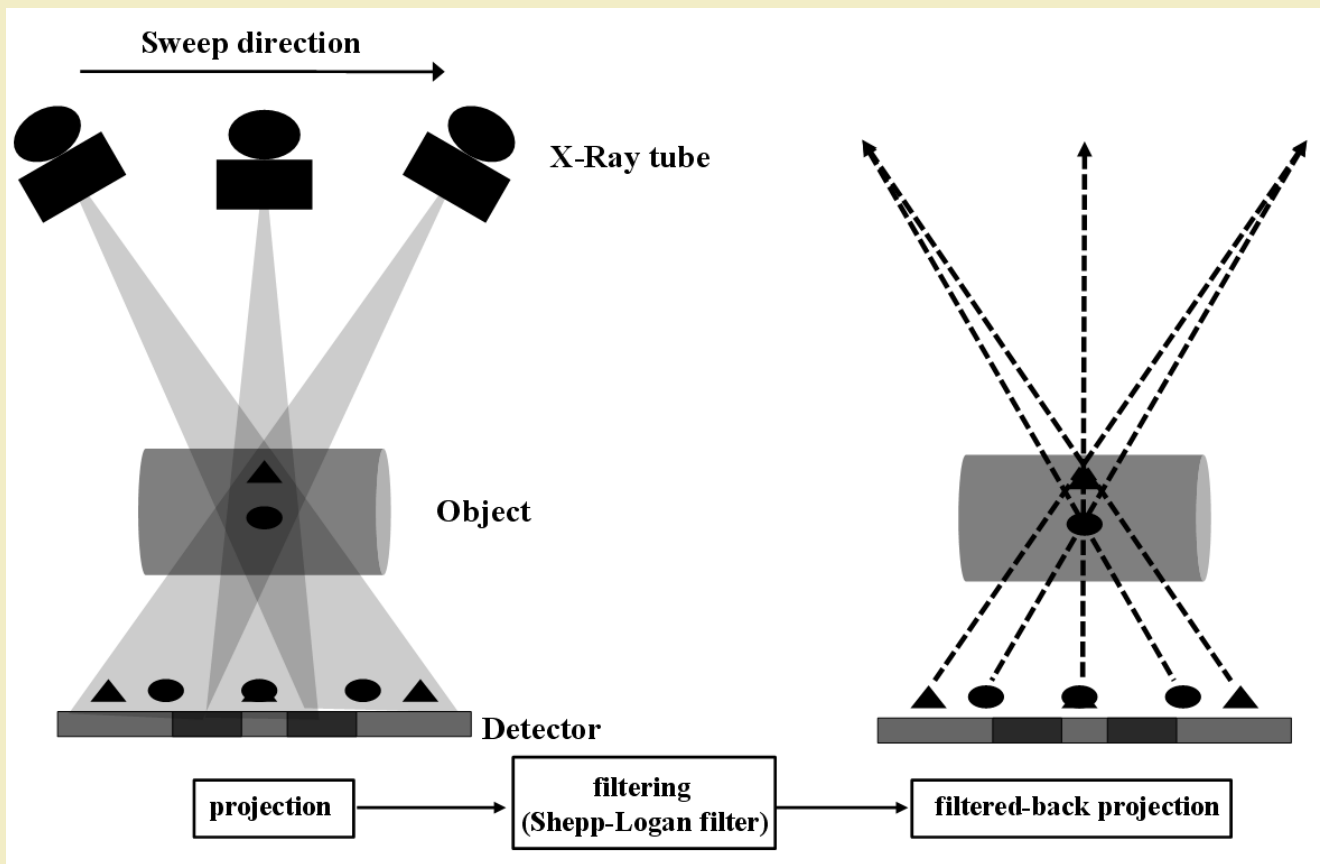 Sweep direction
X-Ray tube
Object
Detector
projection
filtering
(Shepp-Logan filter)
filtered-back projection